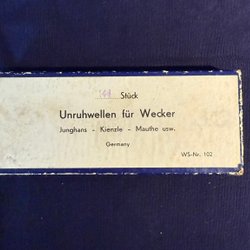 Stück
Unruhwellen für Wecker
Junghans - Kienzle - Mauthe usw.
Germany
WS-Nr. 102